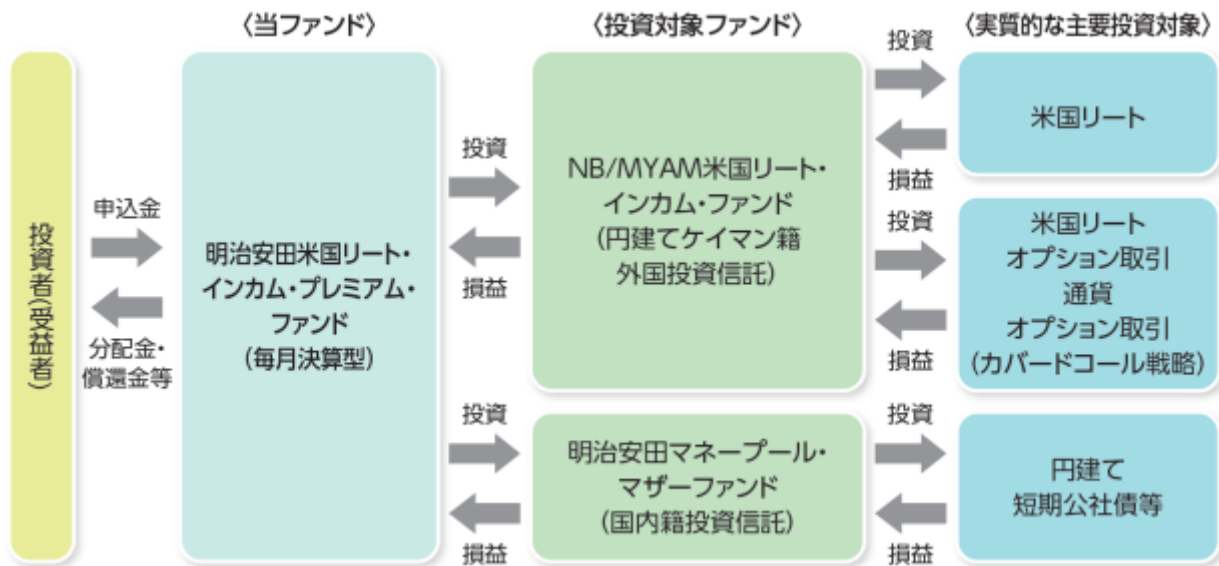 〈当ファンド〉
〈投資対象ファンド〉
〈実質的な主要投資対象〉
投資者(受益者)
申込金
分配金・
償還金等
明治安田米国リート・
インカム・プレミアム・
ファンド
(毎月決算型)
投資
損益
投資
損益
NB/MYAM米国リート・
インカム・ファンド
(円建てケイマン籍
外国投資信託)
明治安田マネープール・
マザーファンド
(国内籍投資信託)
投資
損益
投資
損益
投資
損益
米国リート
米国リート
オプション取引
通貨
オプション取引
(カバードコール戦略)
円建て
短期公社債等